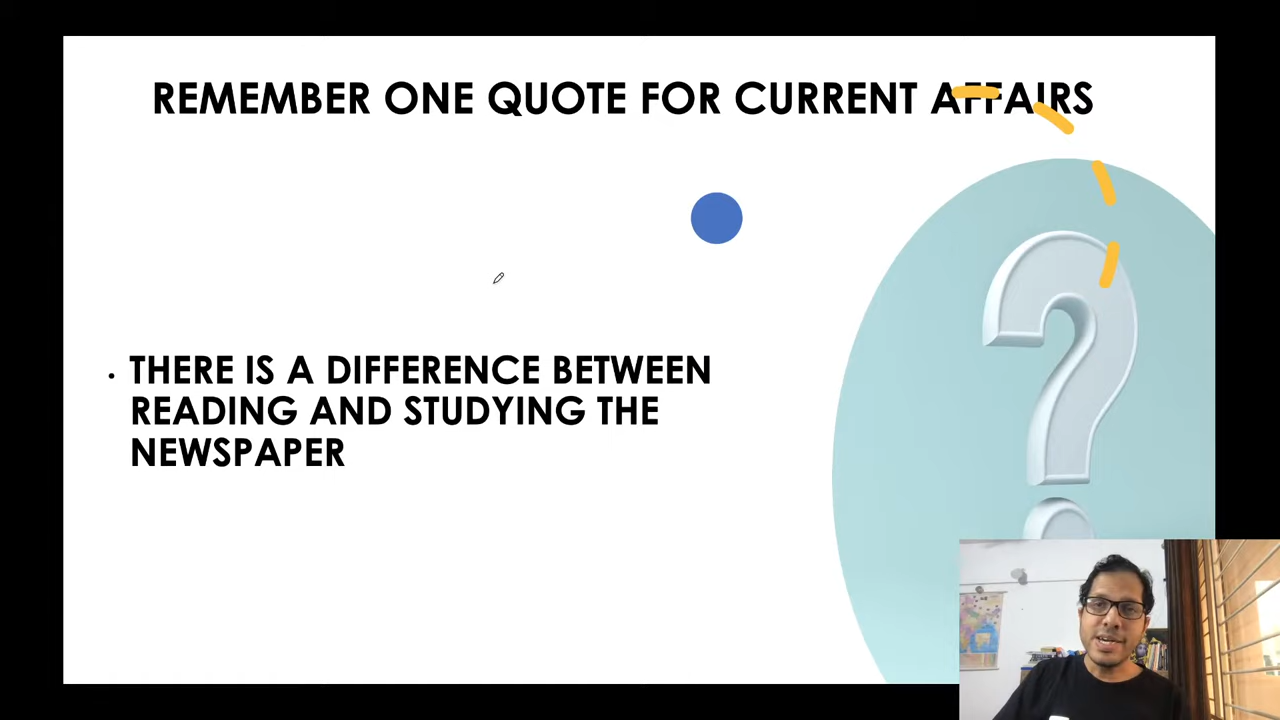 REMEMBER ONE QUOTE FOR CURRENT AFFAIRS
• THERE IS A DIFFERENCE BETWEEN
READING AND STUDYING THE
NEWSPAPER